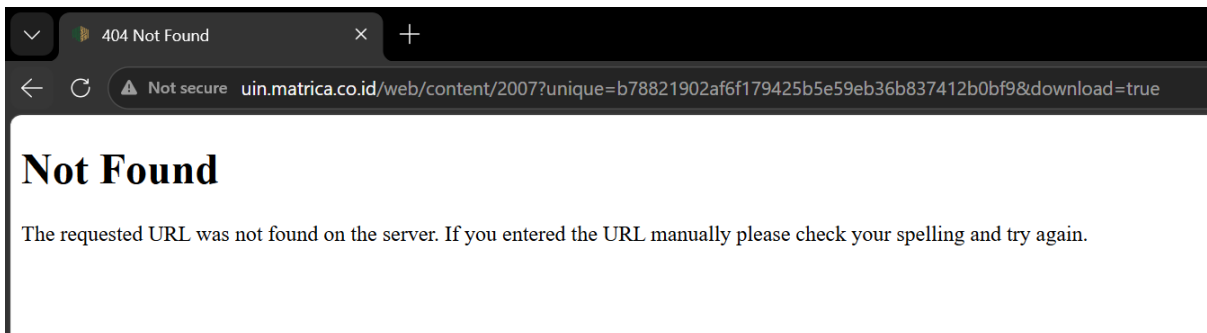 404 Not Found
Not secure uin.matrica.co.id/web/content/2007?unique=b78821902af6f179425b5e59eb36b837412b0bf9&download=true
Not Found
The requested URL was not found on the server. If you entered the URL manually please check your spelling and try again.